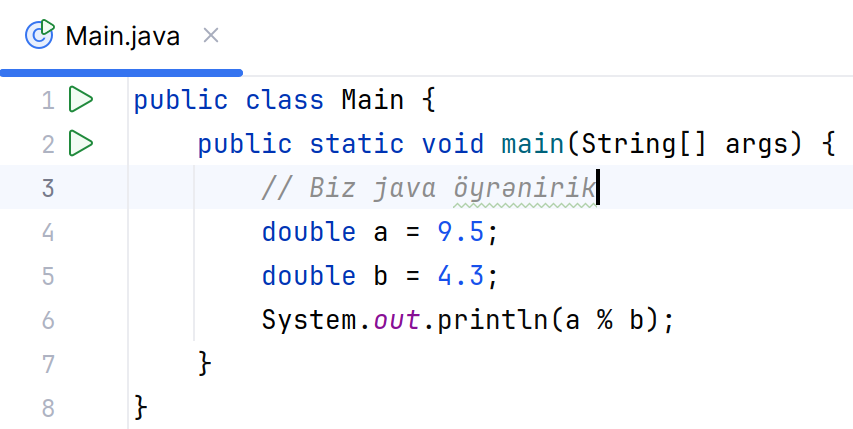 Main.java
1 public class Main {
2 public static void main(String[] args) {
3 // Biz java öyrənirik
4 double a = 9.5;
5 double b = 4.3;
6 System.out.println(a % b);
7 }
8 }